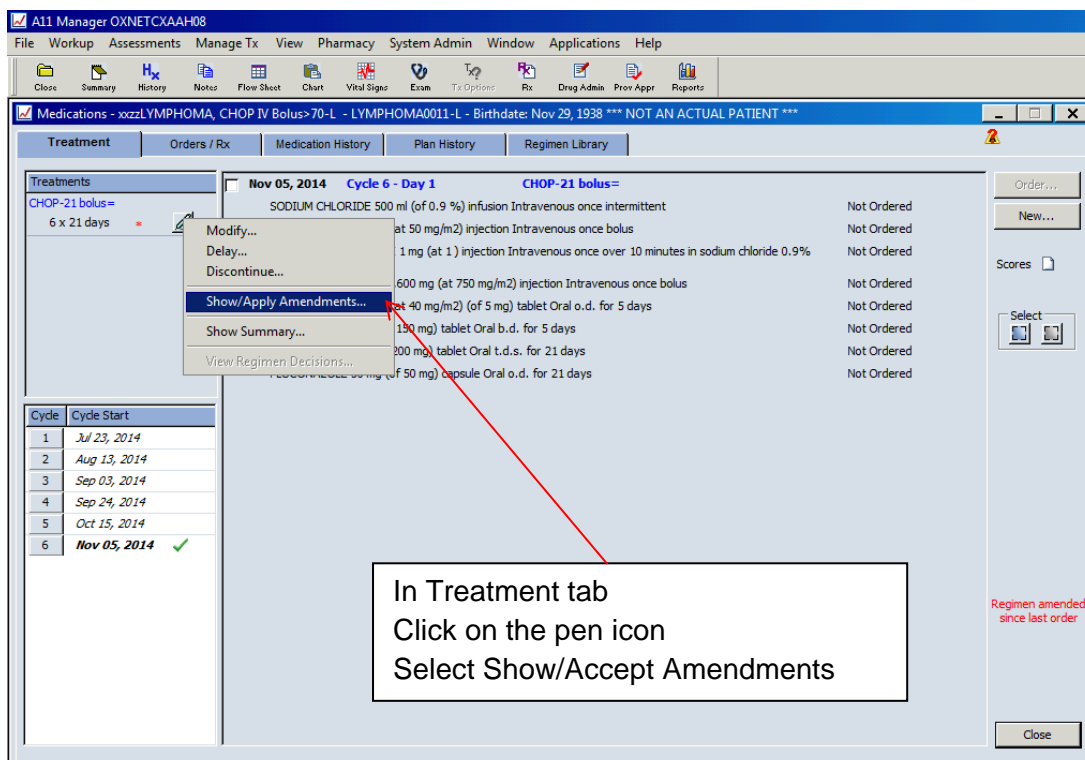 A11 Manager OXNETCXAAH08
File Workup Assessments Manage Tx View Pharmacy System Admin Window Applications Help
Close Summary History Notes Flow Sheet Chart Vital Signs Exam Tx Options Rx Drug Admin Prov Appr Reports
Medications - xxzzLYMPHOMA, CHOP IV Bolus>70-L - LYMPHOMA0011-L - Birthdate: Nov 29, 1938 *** NOT AN ACTUAL PATIENT ***
Treatment Orders / Rx Medication History Plan History Regimen Library
Treatments
CHOP-21 bolus=
6 x 21 days *
Modify...
Delay...
Discontinue...
Show/Apply Amendments...
Show Summary...
View Regimen Decisions...
Nov 05, 2014 Cycle 6 - Day 1 CHOP-21 bolus=
SODIUM CHLORIDE 500 ml (of 0.9 %) infusion Intravenous once intermittent Not Ordered
at 50 mg/m2) injection Intravenous once bolus Not Ordered
1 mg (at 1 ) injection Intravenous once over 10 minutes in sodium chloride 0.9% Not Ordered
600 mg (at 750 mg/m2) injection Intravenous once bolus Not Ordered
at 40 mg/m2) (of 5 mg) tablet Oral o.d. for 5 days Not Ordered
150 mg) tablet Oral b.d. for 5 days Not Ordered
200 mg) tablet Oral t.d.s. for 21 days Not Ordered
(of 50 mg) capsule Oral o.d. for 21 days Not Ordered
Order...
New...
Scores
Select
Cycle Cycle Start
1 Jul 23, 2014
2 Aug 13, 2014
3 Sep 03, 2014
4 Sep 24, 2014
5 Oct 15, 2014
6 Nov 05, 2014
In Treatment tab
Click on the pen icon
Select Show/Accept Amendments
Regimen amended
since last order
Close